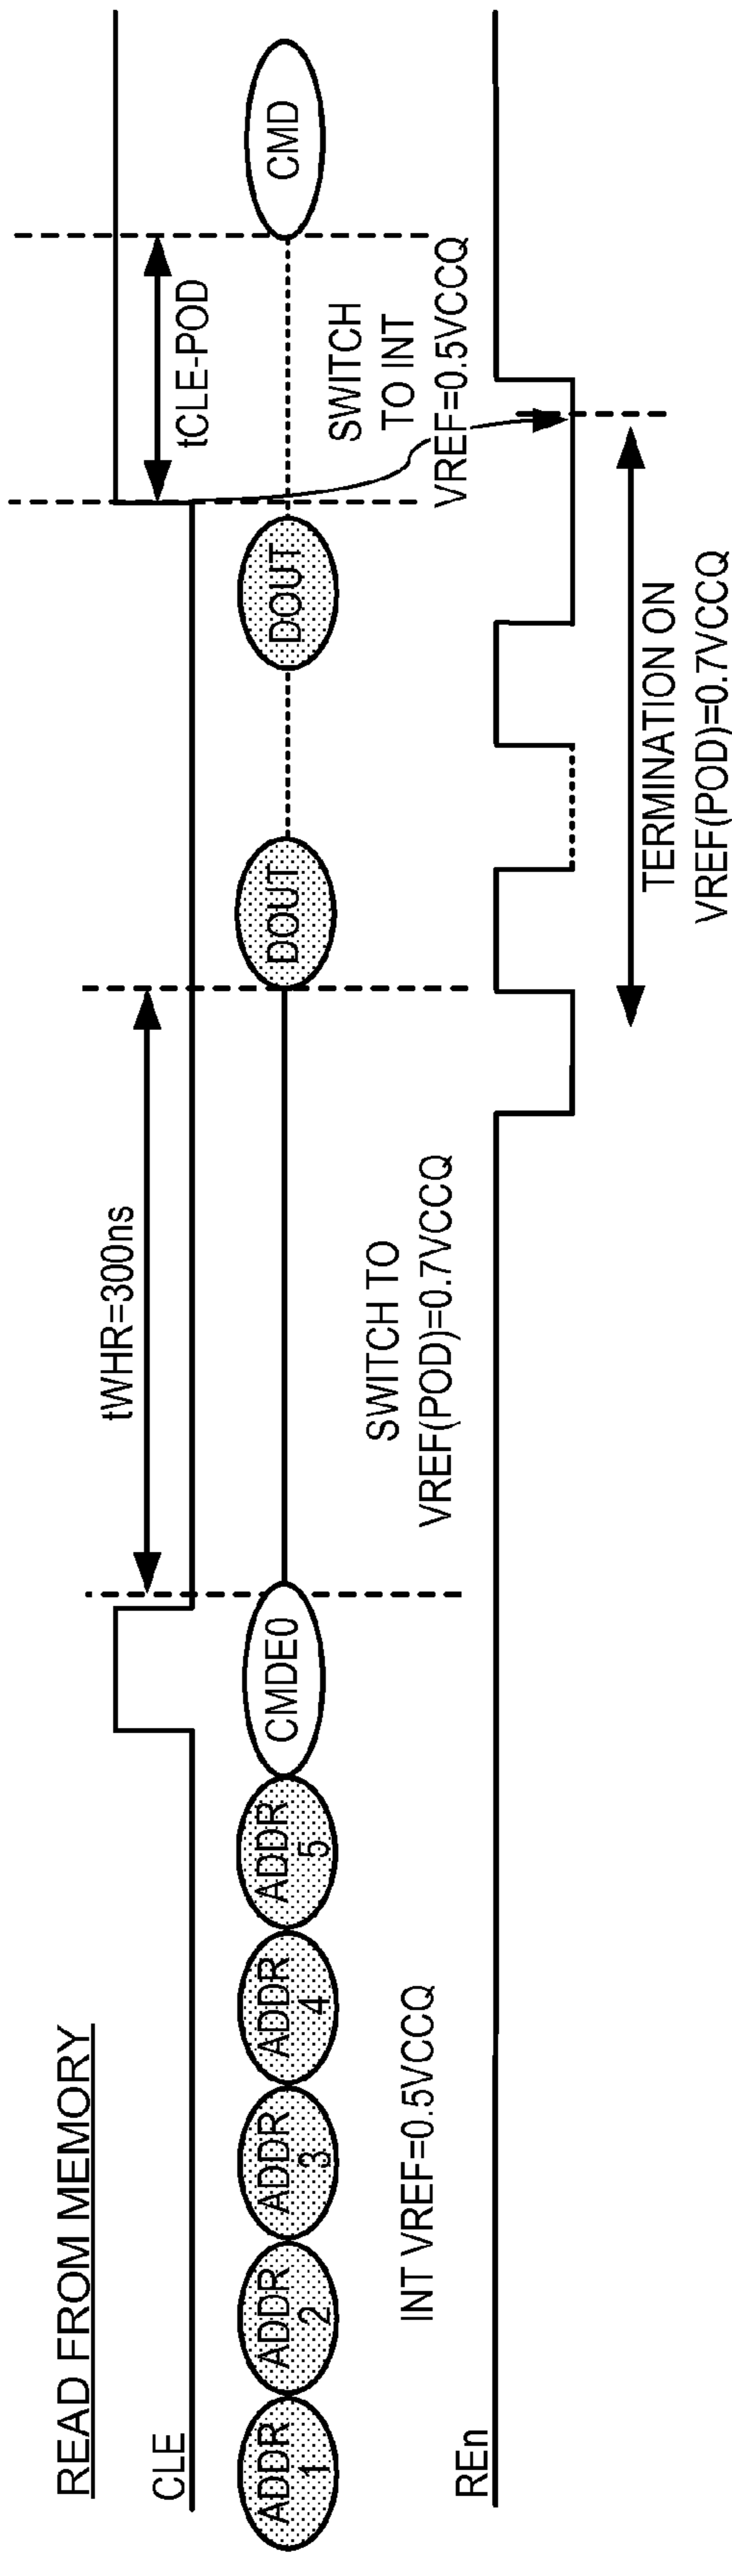 READ FROM MEMORY
CLE
tWHR=300ns
tCLE-POD
ADDR
1
ADDR
2
ADDR
3
ADDR
4
ADDR
5
CMDE0
DOUT
DOUT
CMD
INT VREF=0.5VCCQ
SWITCH TO
VREF(POD)=0.7VCCQ
SWITCH
TO INT
VREF=0.5VCCQ
REn
TERMINATION ON
VREF(POD)=0.7VCCQ